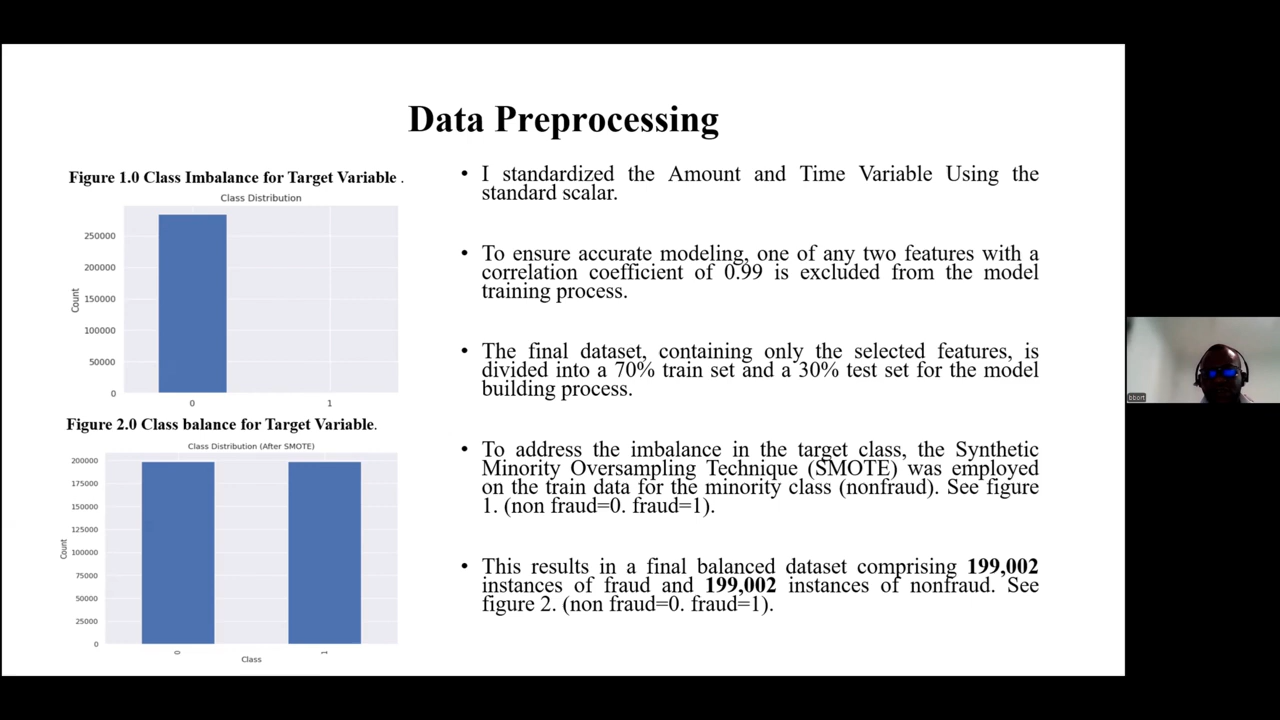 Data Preprocessing
Figure 1.0 Class Imbalance for Target Variable .
Class Distribution
250000
200000
150000
100000
50000
0
Count
0
1
Figure 2.0 Class balance for Target Variable.
Class Distribution (After SMOTE)
200000
175000
150000
125000
100000
75000
50000
25000
0
Count
0
1
Class
• I standardized the Amount and Time Variable Using the
standard scalar.
• To ensure accurate modeling, one of any two features with a
correlation coefficient of 0.99 is excluded from the model
training process.
• The final dataset, containing only the selected features, is
divided into a 70% train set and a 30% test set for the model
building process.
• To address the imbalance in the target class, the Synthetic
Minority Oversampling Technique (SMOTE) was employed
on the train data for the minority class (nonfraud). See figure
1. (non fraud=0. fraud=1).
• This results in a final balanced dataset comprising 199,002
instances of fraud and 199,002 instances of nonfraud. See
figure 2. (non fraud=0. fraud=1).
bbort